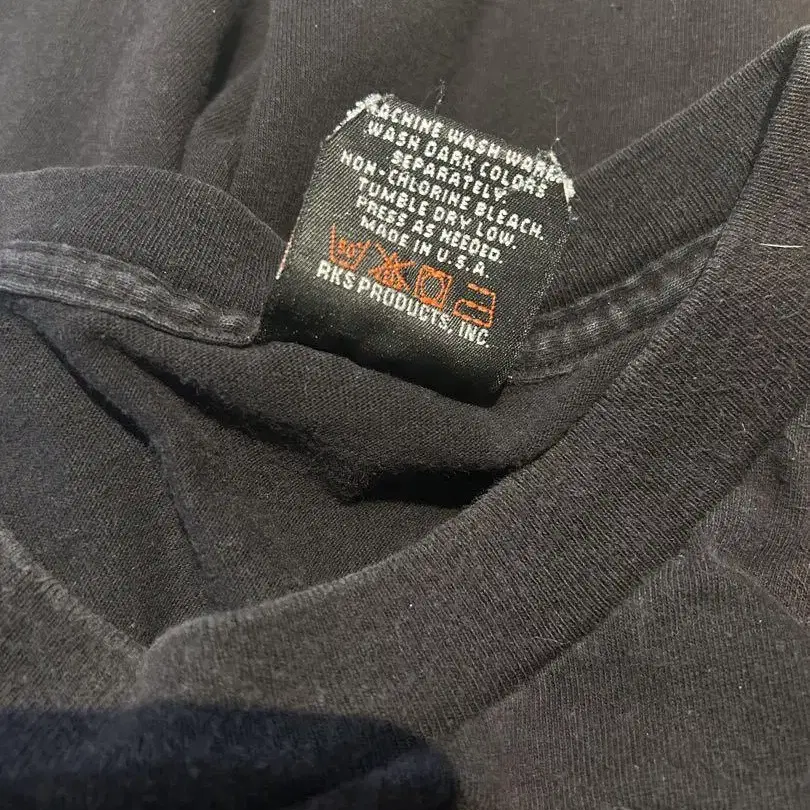 MACHINE WASH WARM
WASH DARK COLORS
SEPARATELY.
NON-CHLORINE BLEACH.
TUMBLE DRY LOW.
PRESS AS NEEDED.
MADE IN U.S.A.
RKS PRODUCTS, INC.